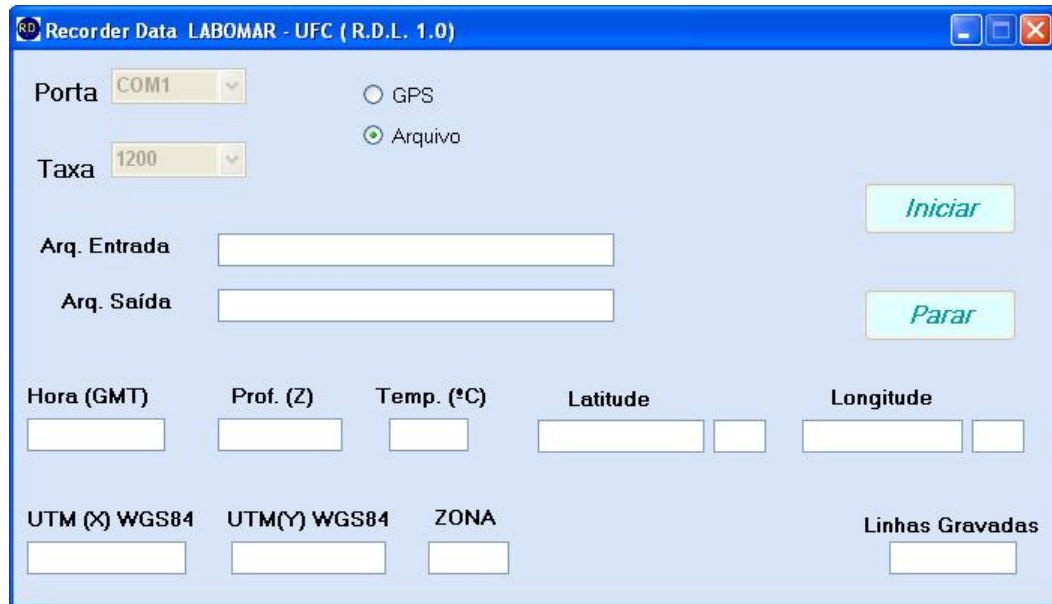 RD Recorder Data LABOMAR - UFC ( R.D.L. 1.0)
Porta COM1
GPS
Arquivo
Taxa 1200
Iniciar
Arq. Entrada
Arq. Saída
Parar
Hora (GMT) Prof. (Z) Temp. (ºC) Latitude Longitude
UTM (X) WGS84 UTM(Y) WGS84 ZONA
Linhas Gravadas